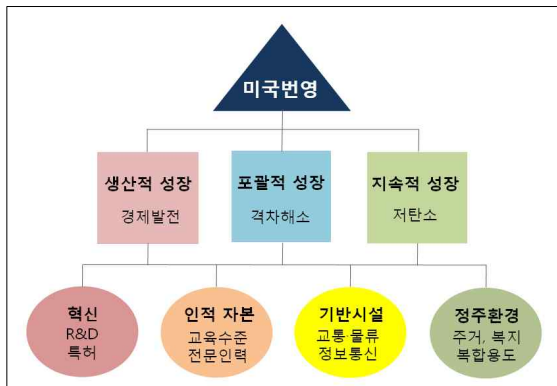 미국번영
생산적 성장
경제발전
포괄적 성장
격차해소
지속적 성장
저탄소
혁신
R&D
특허
인적 자본
교육수준
전문인력
기반시설
교통·물류
정보통신
정주환경
주거, 복지
복합용도